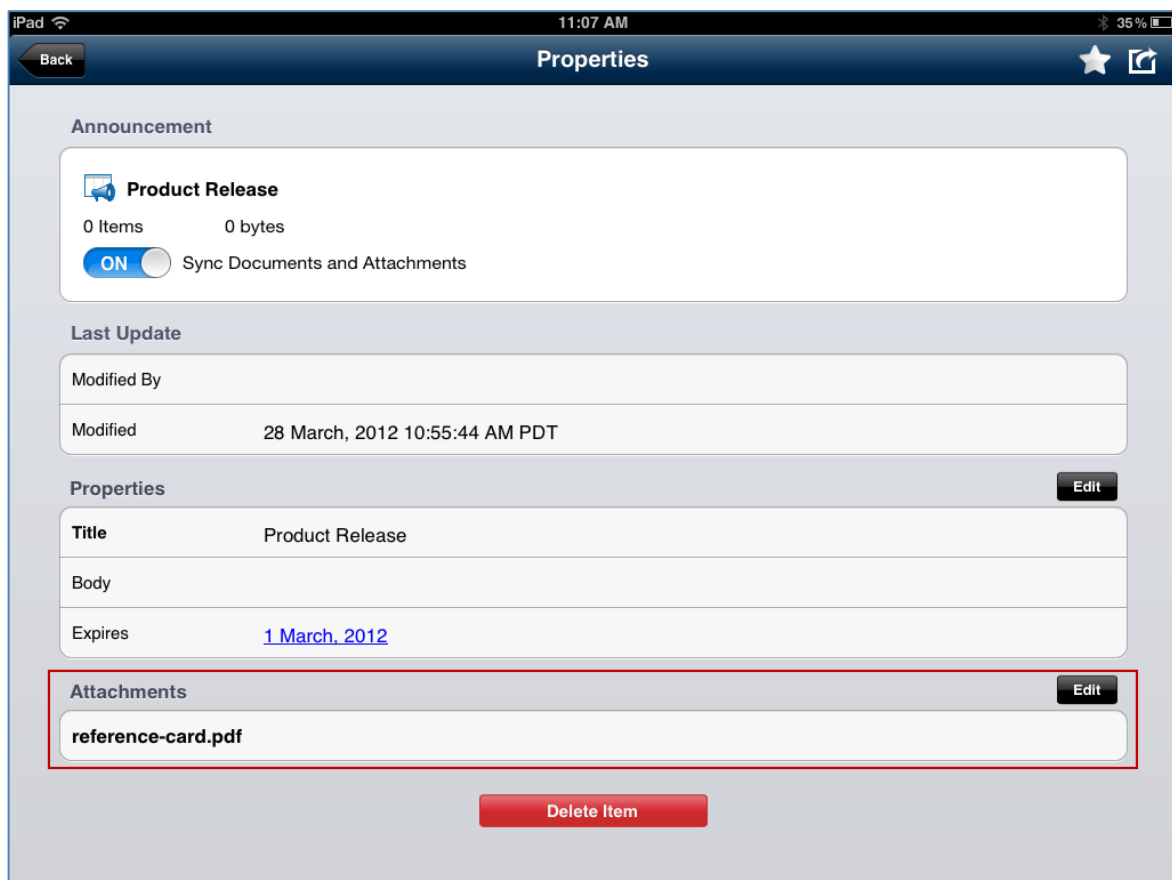 iPad 11:07 AM 35%
Back Properties
Announcement
Product Release
0 Items 0 bytes
ON Sync Documents and Attachments
Last Update
Modified By
Modified 28 March, 2012 10:55:44 AM PDT
Properties Edit
Title Product Release
Body
Expires 1 March, 2012
Attachments Edit
reference-card.pdf
Delete Item